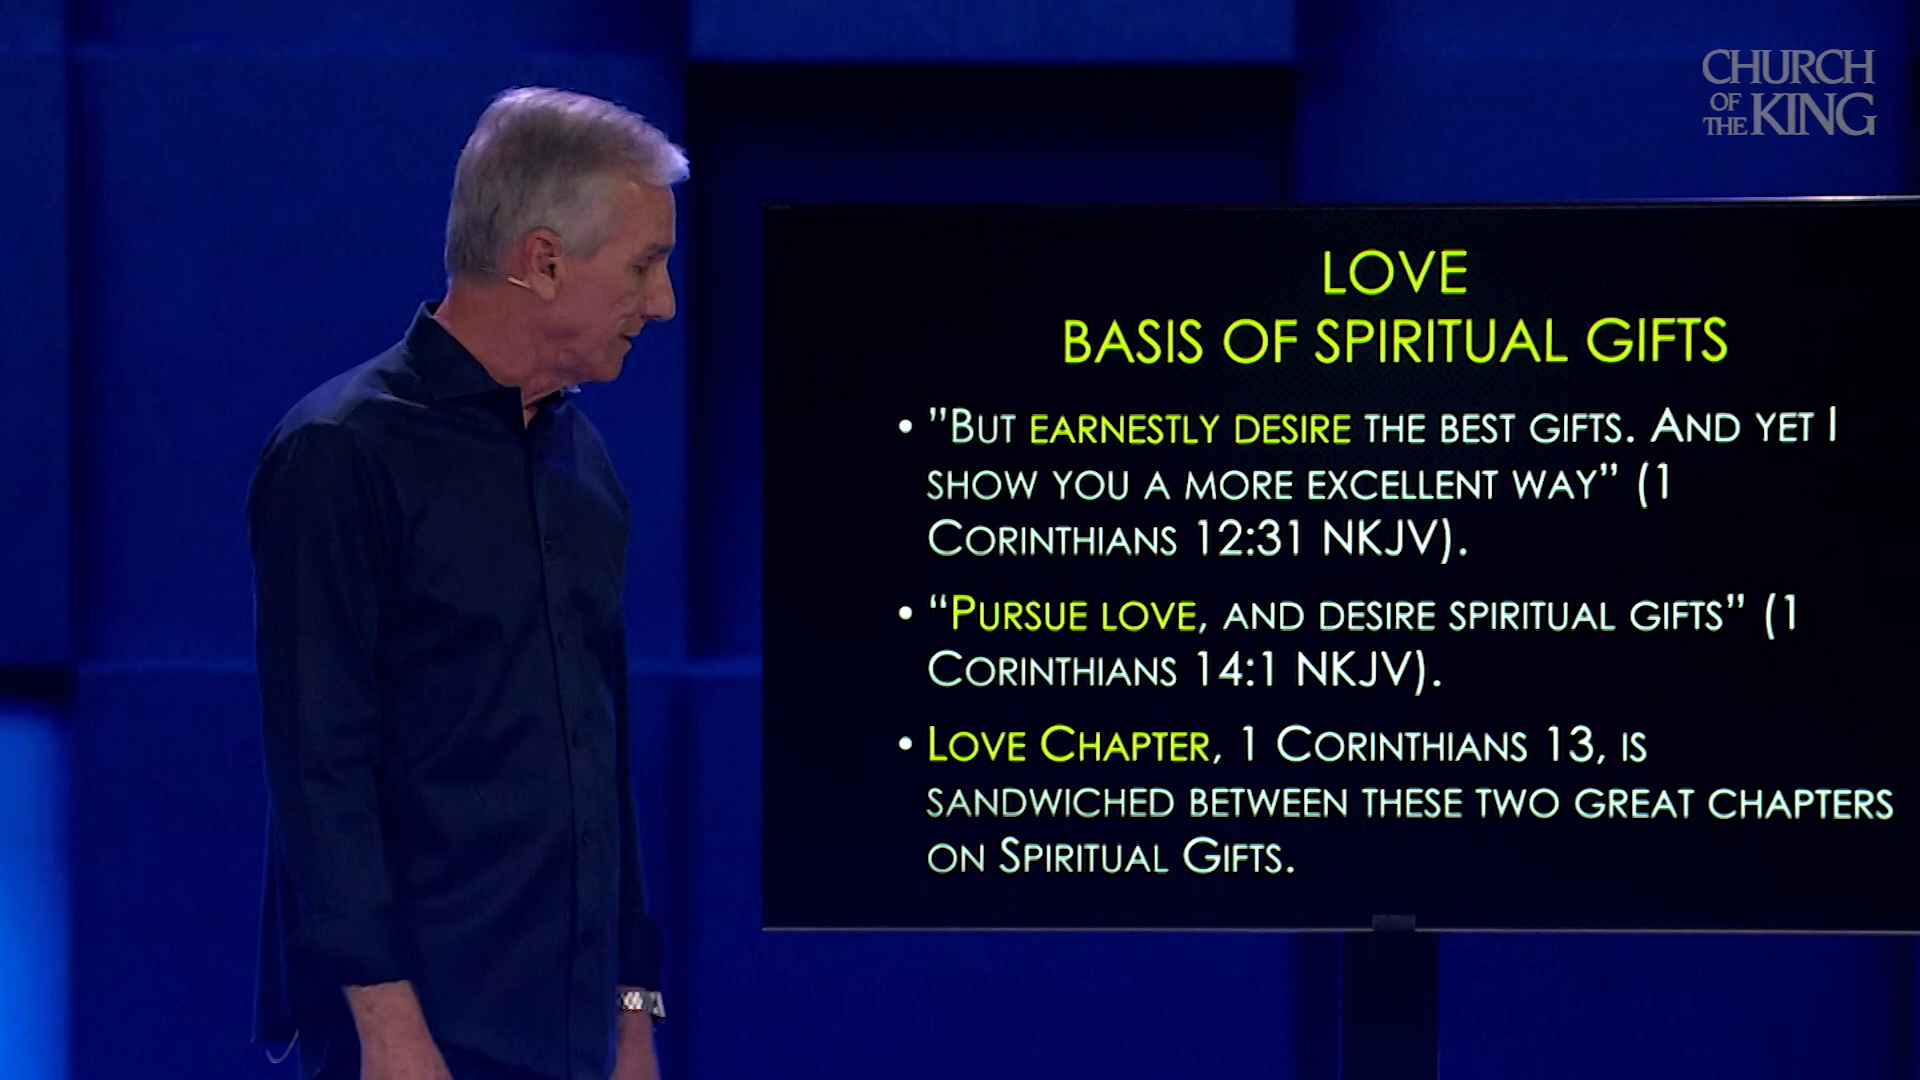 CHURCH
OF
THE KING
LOVE
BASIS OF SPIRITUAL GIFTS
• ”BUT EARNESTLY DESIRE THE BEST GIFTS. AND YET I
SHOW YOU A MORE EXCELLENT WAY” (1
CORINTHIANS 12:31 NKJV).
• “PURSUE LOVE, AND DESIRE SPIRITUAL GIFTS” (1
CORINTHIANS 14:1 NKJV).
• LOVE CHAPTER, 1 CORINTHIANS 13, IS
SANDWICHED BETWEEN THESE TWO GREAT CHAPTERS
ON SPIRITUAL GIFTS.